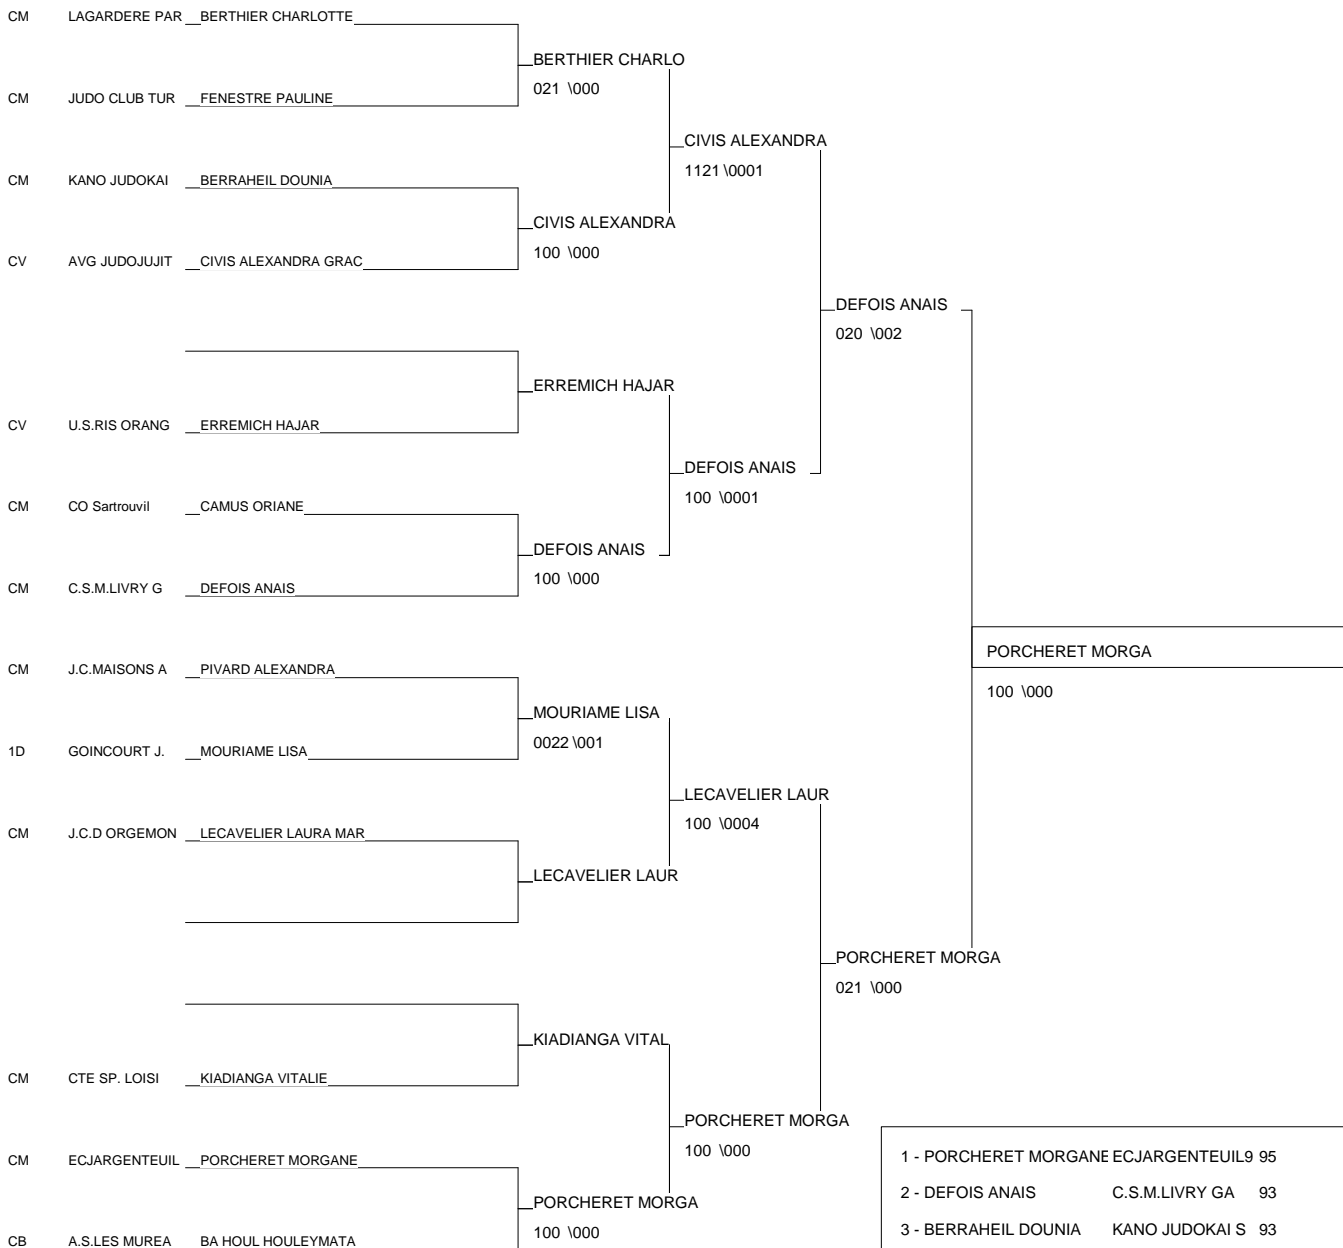 CM LAGARDERE PAR BERTHIER CHARLOTTE
BERTHIER CHARLO
021 \000
CM JUDO CLUB TUR FENESTRE PAULINE
CIVIS ALEXANDRA
1121 \0001
CM KANO JUDOKAI BERRAHEIL DOUNIA
CIVIS ALEXANDRA
100 \000
CV AVG JUDOJUJIT CIVIS ALEXANDRA GRAC
DEFOIS ANAIS
020 \002
ERREMICH HAJAR
CV U.S.RIS ORANG ERREMICH HAJAR
DEFOIS ANAIS
100 \0001
CM CO Sartrouvil CAMUS ORIANE
DEFOIS ANAIS
100 \000
CM C.S.M.LIVRY G DEFOIS ANAIS
PORCHERET MORGA
100 \000
CM J.C.MAISONS A PIVARD ALEXANDRA
MOURIAME LISA
0022 \001
1D GOINCOURT J. MOURIAME LISA
LECAVELIER LAUR
100 \0004
CM J.C.D ORGEMON LECAVELIER LAURA MAR
LECAVELIER LAUR
PORCHERET MORGA
021 \000
KIADIANGA VITAL
CM CTE SP. LOISI KIADIANGA VITALIE
PORCHERET MORGA
100 \000
CM ECJARGENTEUIL PORCHERET MORGANE
PORCHERET MORGA
100 \000
CB A.S.LES MUREA BA HOUL HOULEYMATA
1 - PORCHERET MORGANE ECJARGENTEUIL9 95
2 - DEFOIS ANAIS C.S.M.LIVRY GA 93
3 - BERRAHEIL DOUNIA KANO JUDOKAI S 93